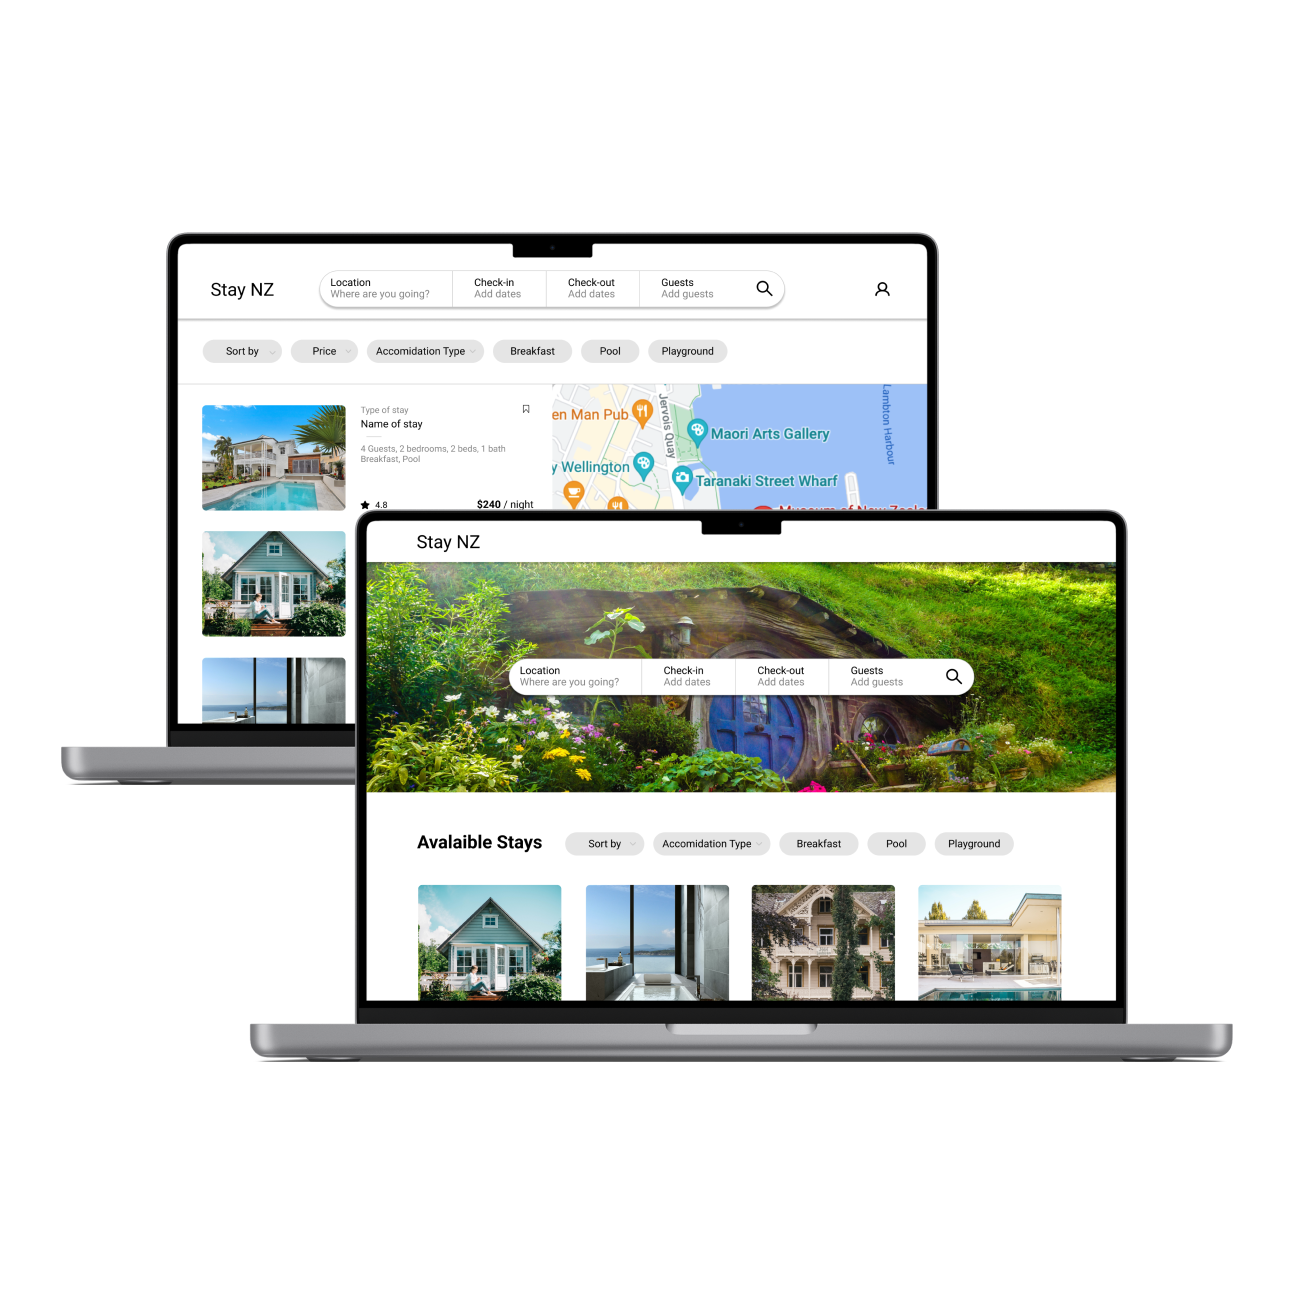 Stay NZ
Location
Where are you going?
Check-in
Add dates
Check-out
Add dates
Guests
Add guests
Sort by
Price
Accomidation Type
Breakfast
Pool
Playground
Type of stay
Name of stay
4 Guests, 2 bedrooms, 2 beds, 1 bath
Breakfast, Pool
4.8
$240 / night
en Man Pub
Jervois Quay
Maori Arts Gallery
Lambton Harbour
y Wellington
Taranaki Street Wharf
Museum of New Zeala
Stay NZ
Location
Where are you going?
Check-in
Add dates
Check-out
Add dates
Guests
Add guests
Avalaible Stays
Sort by
Accomidation Type
Breakfast
Pool
Playground